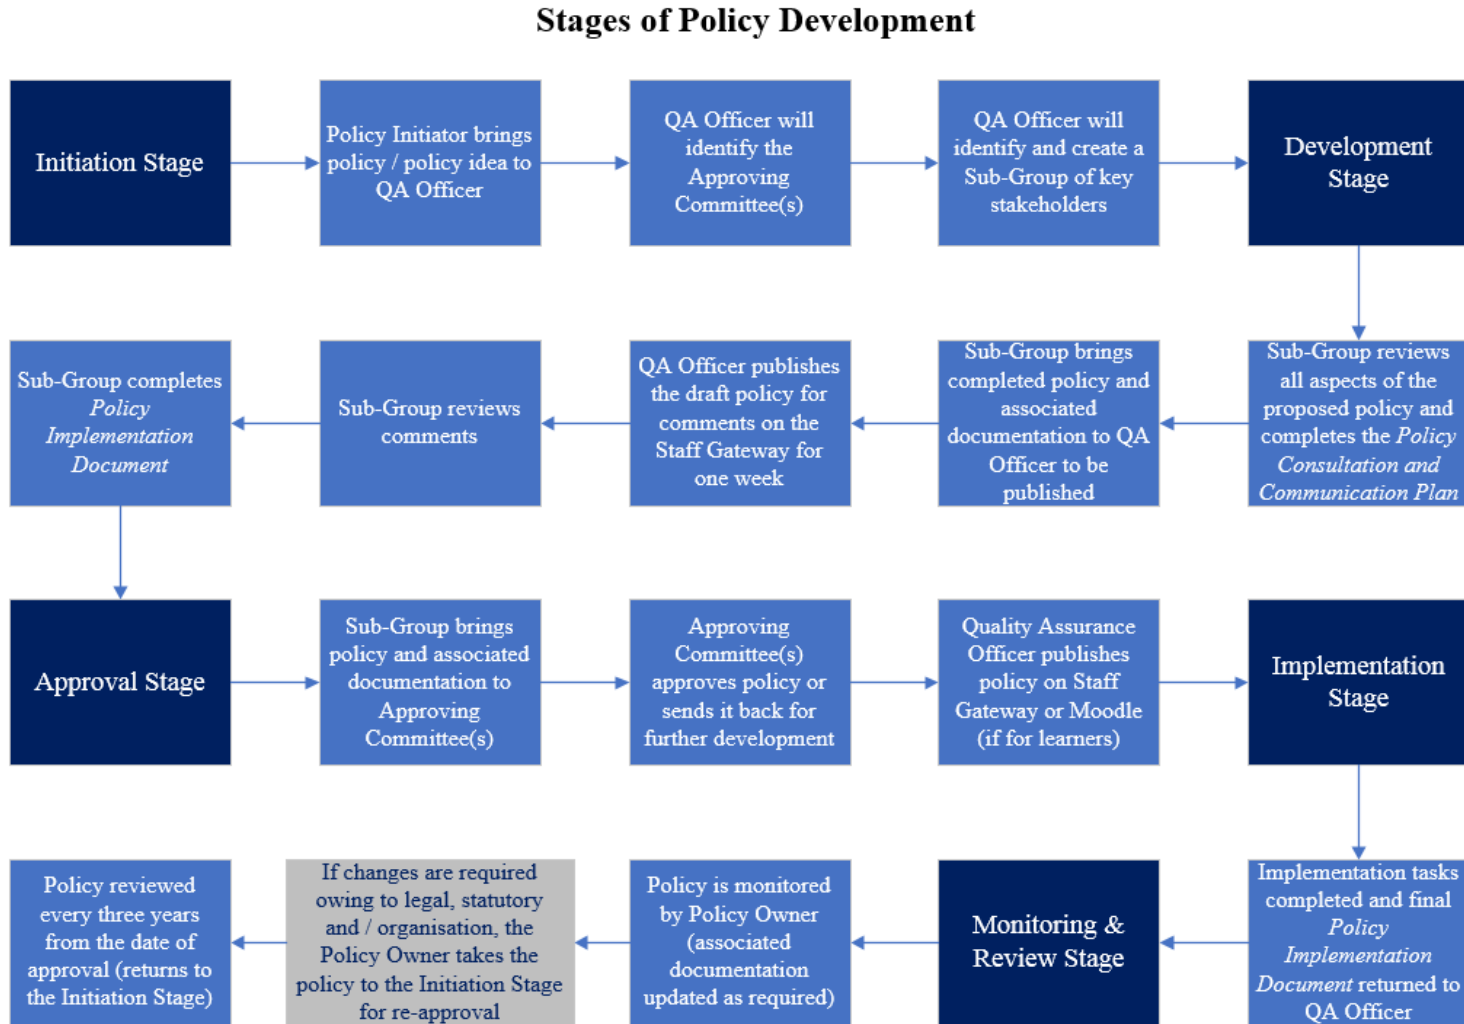 Stages of Policy Development
Initiation Stage
Policy Initiator brings
policy / policy idea to
QA Officer
QA Officer will
identify the
Approving
Committee(s)
QA Officer will
identify and create a
Sub-Group of key
stakeholders
Development
Stage
Sub-Group reviews
all aspects of the
proposed policy and
completes the Policy
Consultation and
Communication Plan
Sub-Group brings
completed policy and
associated
documentation to QA
Officer to be
published
QA Officer publishes
the draft policy for
comments on the
Staff Gateway for
one week
Sub-Group reviews
comments
Sub-Group completes
Policy
Implementation
Document
Approval Stage
Sub-Group brings
policy and associated
documentation to
Approving
Committee(s)
Approving
Committee(s)
approves policy or
sends it back for
further development
Quality Assurance
Officer publishes
policy on Staff
Gateway or Moodle
(if for learners)
Implementation
Stage
Implementation tasks
completed and final
Policy
Implementation
Document returned to
QA Officer
Monitoring &
Review Stage
Policy is monitored
by Policy Owner
(associated
documentation
updated as required)
If changes are required
owing to legal, statutory
and / organisation, the
Policy Owner takes the
policy to the Initiation Stage
for re-approval
Policy reviewed
every three years
from the date of
approval (returns to
the Initiation Stage)